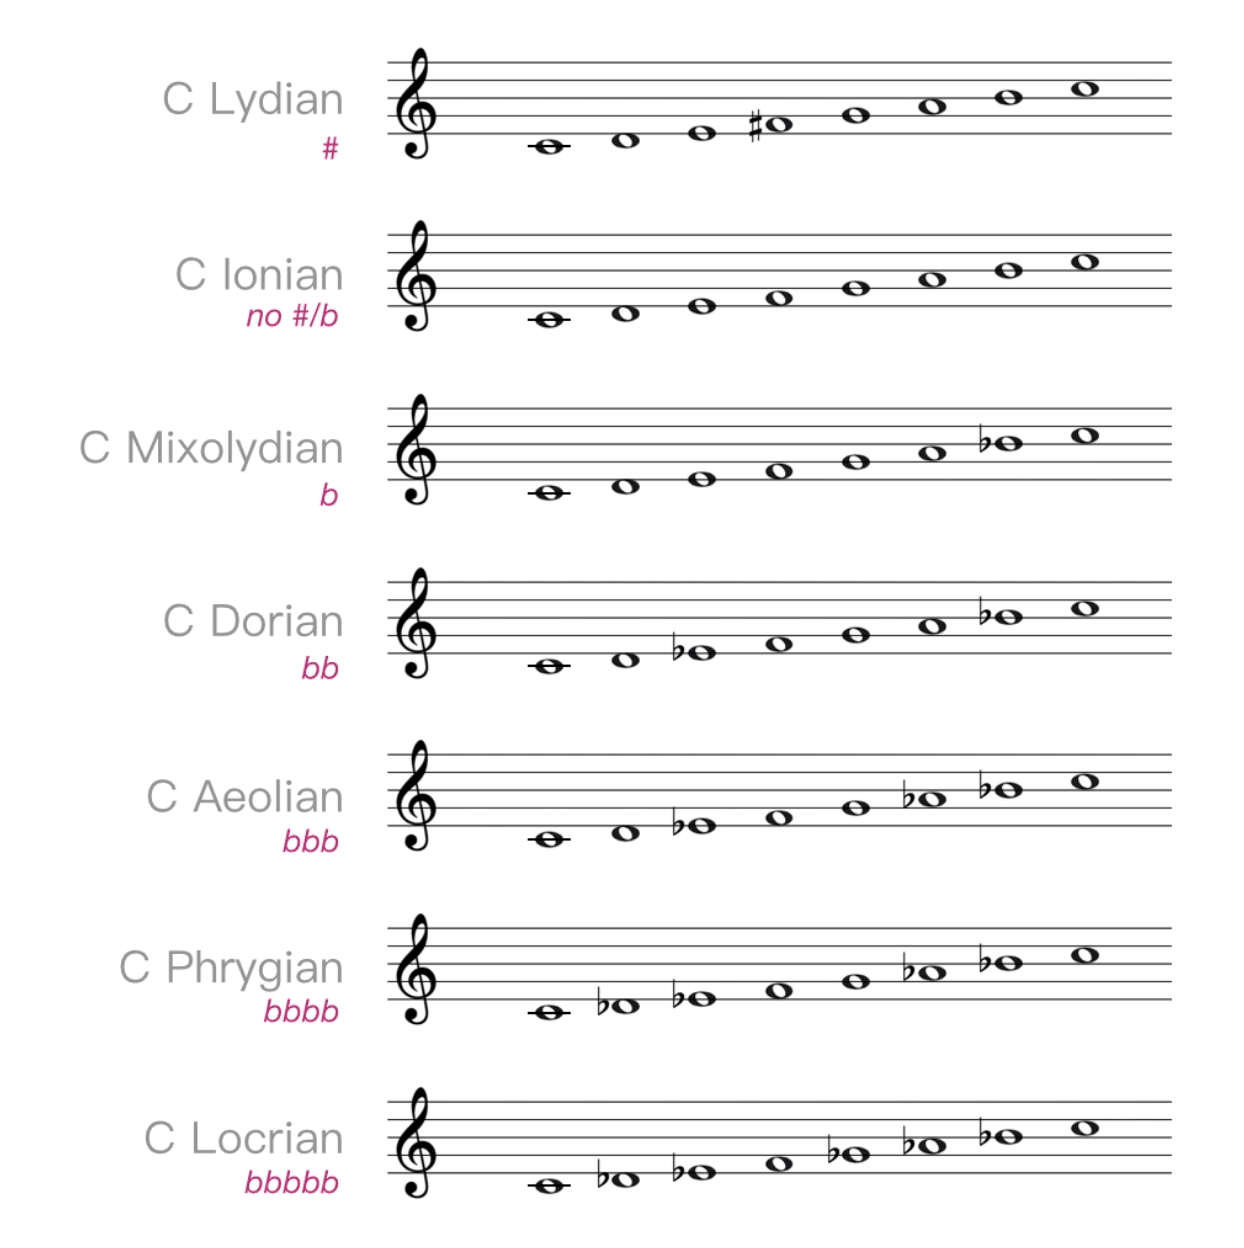 C Lydian
#
C Ionian
no #/b
C Mixolydian
b
C Dorian
bb
C Aeolian
bbb
C Phrygian
bbbb
C Locrian
bbbbb